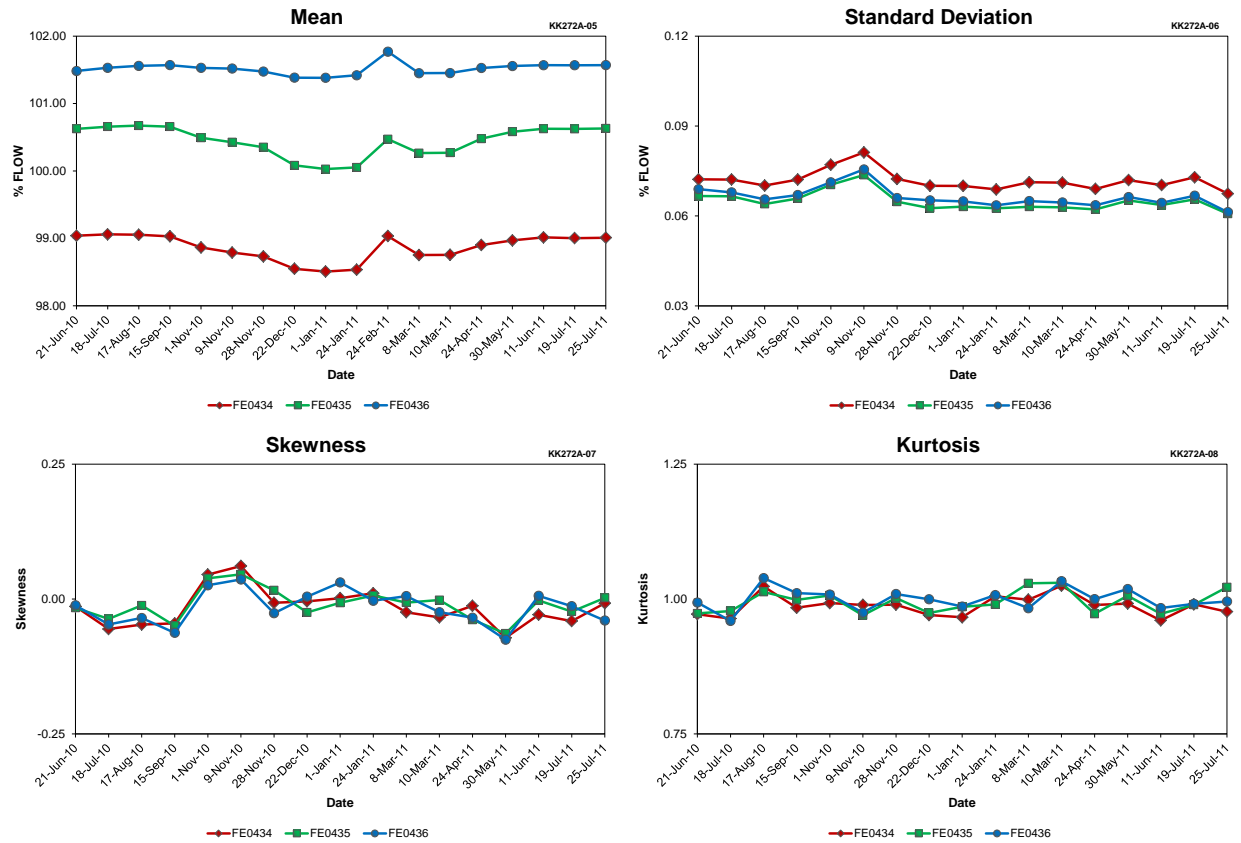 Mean
KK272A-05
102.00
101.00
100.00
99.00
98.00
% FLOW
21-Jun-10
18-Jul-10
17-Aug-10
15-Sep-10
1-Nov-10
9-Nov-10
28-Nov-10
22-Dec-10
1-Jan-11
24-Jan-11
24-Feb-11
8-Mar-11
10-Mar-11
24-Apr-11
30-May-11
11-Jun-11
19-Jul-11
25-Jul-11
Date
FE0434 FE0435 FE0436
Standard Deviation
KK272A-06
0.12
0.09
0.06
0.03
% FLOW
21-Jun-10
18-Jul-10
17-Aug-10
15-Sep-10
1-Nov-10
9-Nov-10
28-Nov-10
22-Dec-10
1-Jan-11
24-Jan-11
8-Mar-11
10-Mar-11
24-Apr-11
30-May-11
11-Jun-11
19-Jul-11
25-Jul-11
Date
FE0434 FE0435 FE0436
Skewness
KK272A-07
0.25
0.00
-0.25
Skewness
21-Jun-10
18-Jul-10
17-Aug-10
15-Sep-10
1-Nov-10
9-Nov-10
28-Nov-10
22-Dec-10
1-Jan-11
24-Jan-11
8-Mar-11
10-Mar-11
24-Apr-11
30-May-11
11-Jun-11
19-Jul-11
25-Jul-11
Date
FE0434 FE0435 FE0436
Kurtosis
KK272A-08
1.25
1.00
0.75
Kurtosis
21-Jun-10
18-Jul-10
17-Aug-10
15-Sep-10
1-Nov-10
9-Nov-10
28-Nov-10
22-Dec-10
1-Jan-11
24-Jan-11
8-Mar-11
10-Mar-11
24-Apr-11
30-May-11
11-Jun-11
19-Jul-11
25-Jul-11
Date
FE0434 FE0435 FE0436